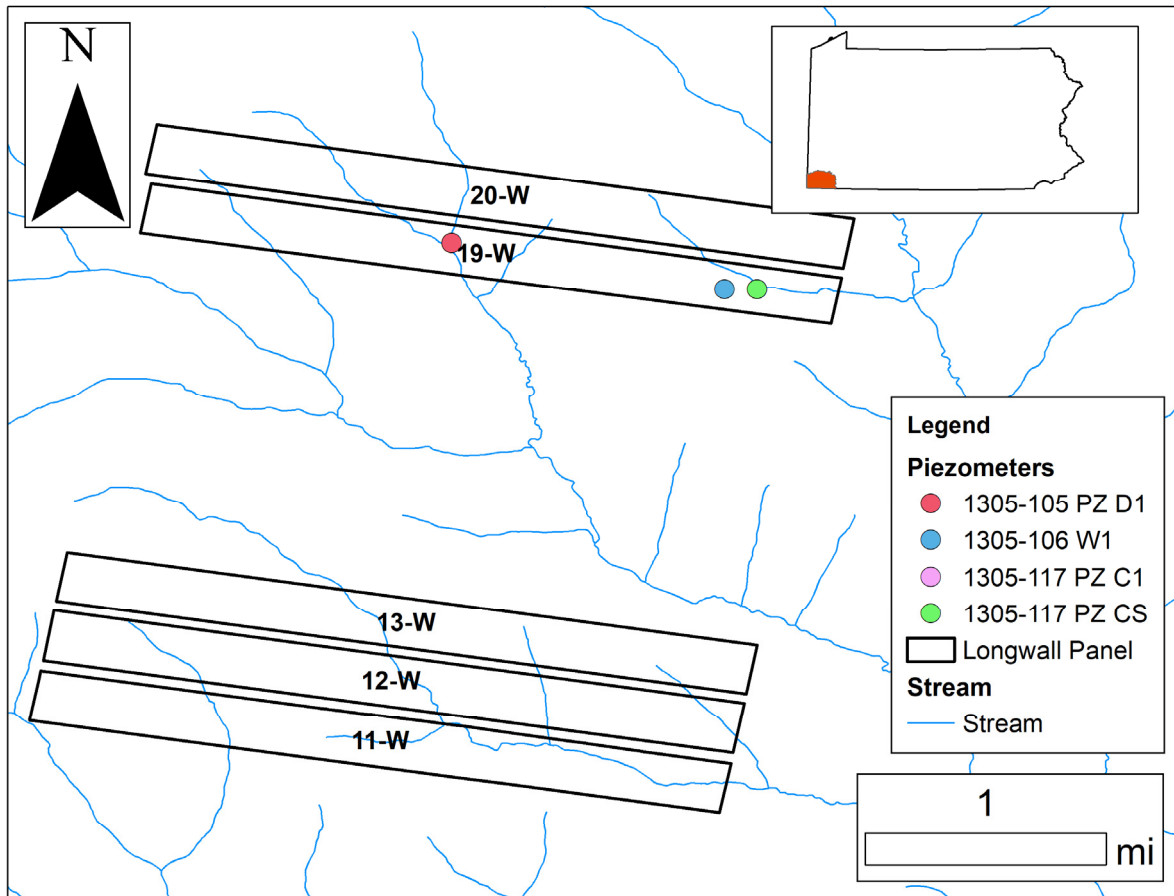 N
20-W
19-W
Legend
Piezometers
1305-105 PZ D1
1305-106 W1
1305-117 PZ C1
1305-117 PZ CS
Longwall Panel
Stream
Stream
13-W
12-W
11-W
1
mi